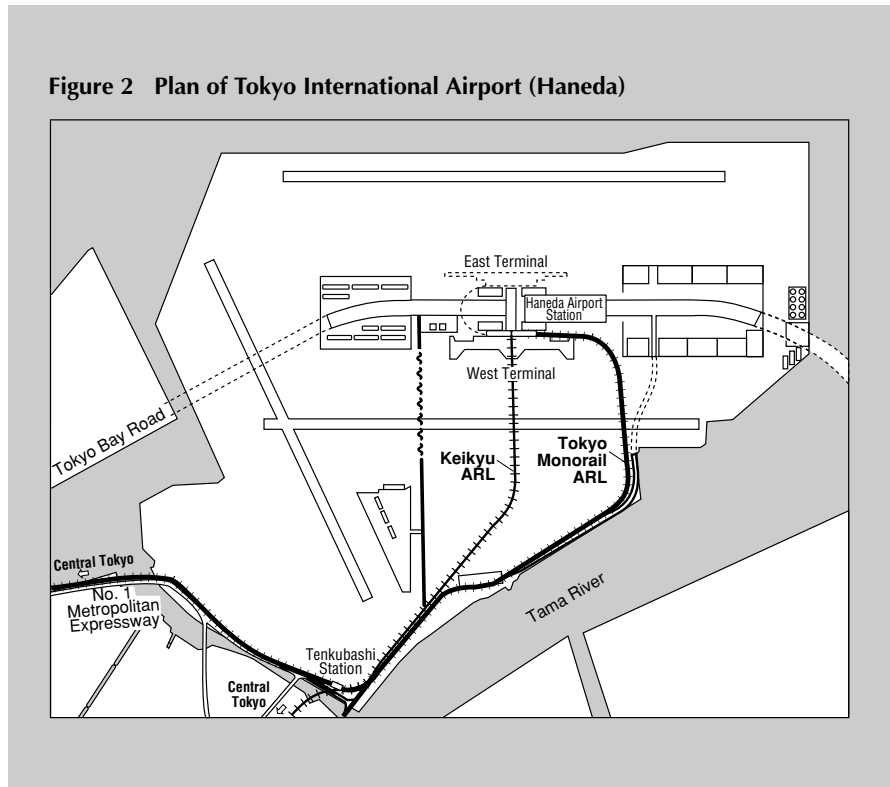 Figure 2 Plan of Tokyo International Airport (Haneda)
East Terminal
Haneda Airport
Station
West Terminal
Tokyo Bay Road
Keikyu
ARL
Tokyo
Monorail
ARL
Central Tokyo
No. 1
Metropolitan
Expressway
Tama River
Tenkubashi
Station
Central
Tokyo